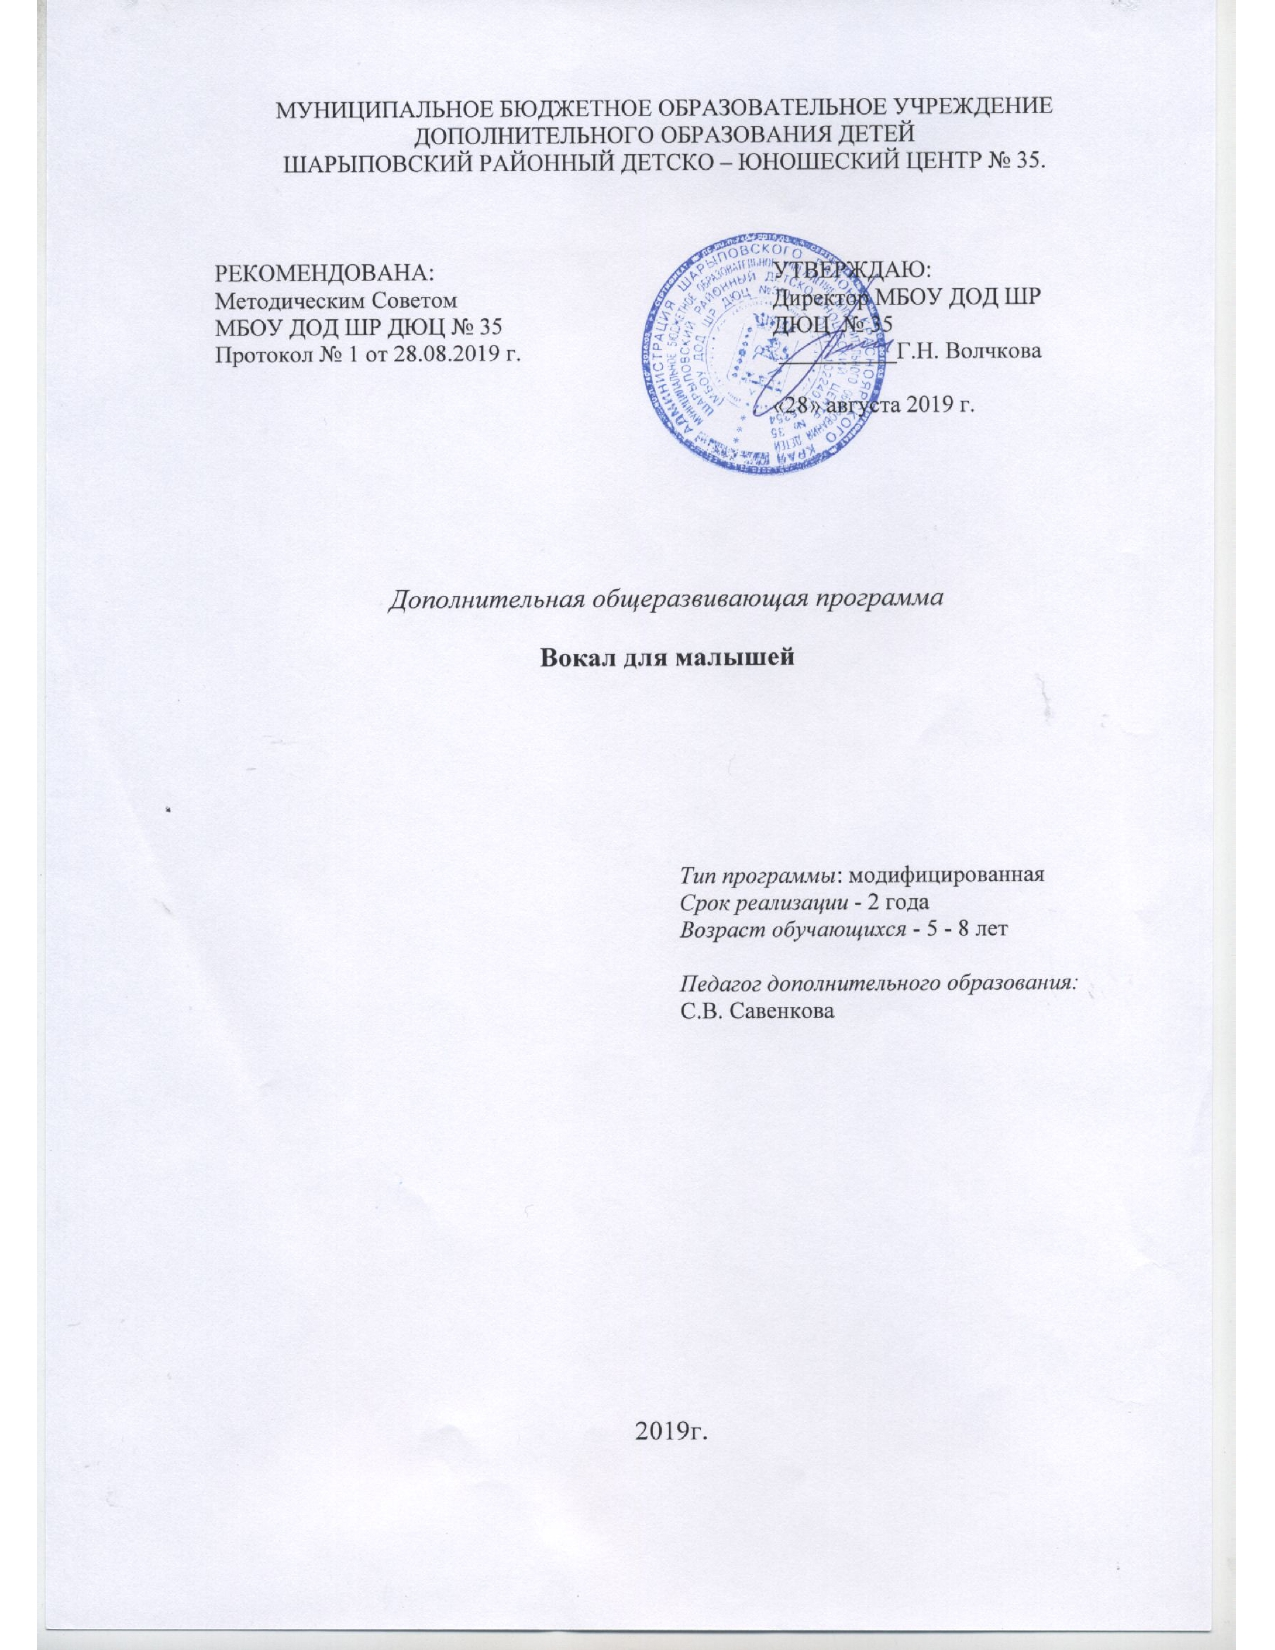 МУНИЦИПАЛЬНОЕ БЮДЖЕТНОЕ ОБРАЗОВАТЕЛЬНОЕ УЧРЕЖДЕНИЕ
ДОПОЛНИТЕЛЬНОГО ОБРАЗОВАНИЯ ДЕТЕЙ
ШАРЫПОВСКИЙ РАЙОННЫЙ ДЕТСКО – ЮНОШЕСКИЙ ЦЕНТР № 35.
РЕКОМЕНДОВАНА:
Методическим Советом
МБОУ ДОД ШР ДЮЦ № 35
Протокол № 1 от 28.08.2019 г.
УТВЕРЖДАЮ:
Директор МБОУ ДОД ШР
ДЮЦ № 35
Г.Н. Волчкова
«28» августа 2019 г.
Дополнительная общеразвивающая программа
Вокал для малышей
Тип программы: модифицированная
Срок реализации - 2 года
Возраст обучающихся - 5 - 8 лет
Педагог дополнительного образования:
С.В. Савенкова
2019г.